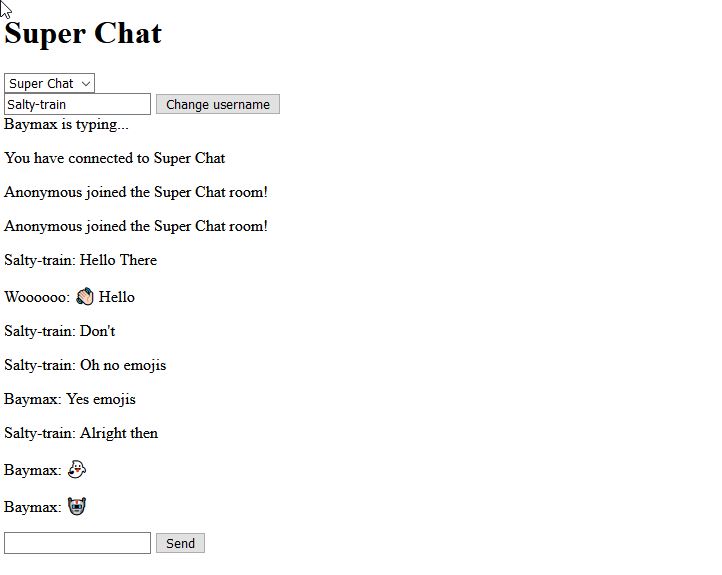 Super Chat
Super Chat
Salty-train Change username
Baymax is typing...
You have connected to Super Chat
Anonymous joined the Super Chat room!
Anonymous joined the Super Chat room!
Salty-train: Hello There
Woooooo: 👋 Hello
Salty-train: Don't
Salty-train: Oh no emojis
Baymax: Yes emojis
Salty-train: Alright then
Baymax: 👻
Baymax: 🤖
Send